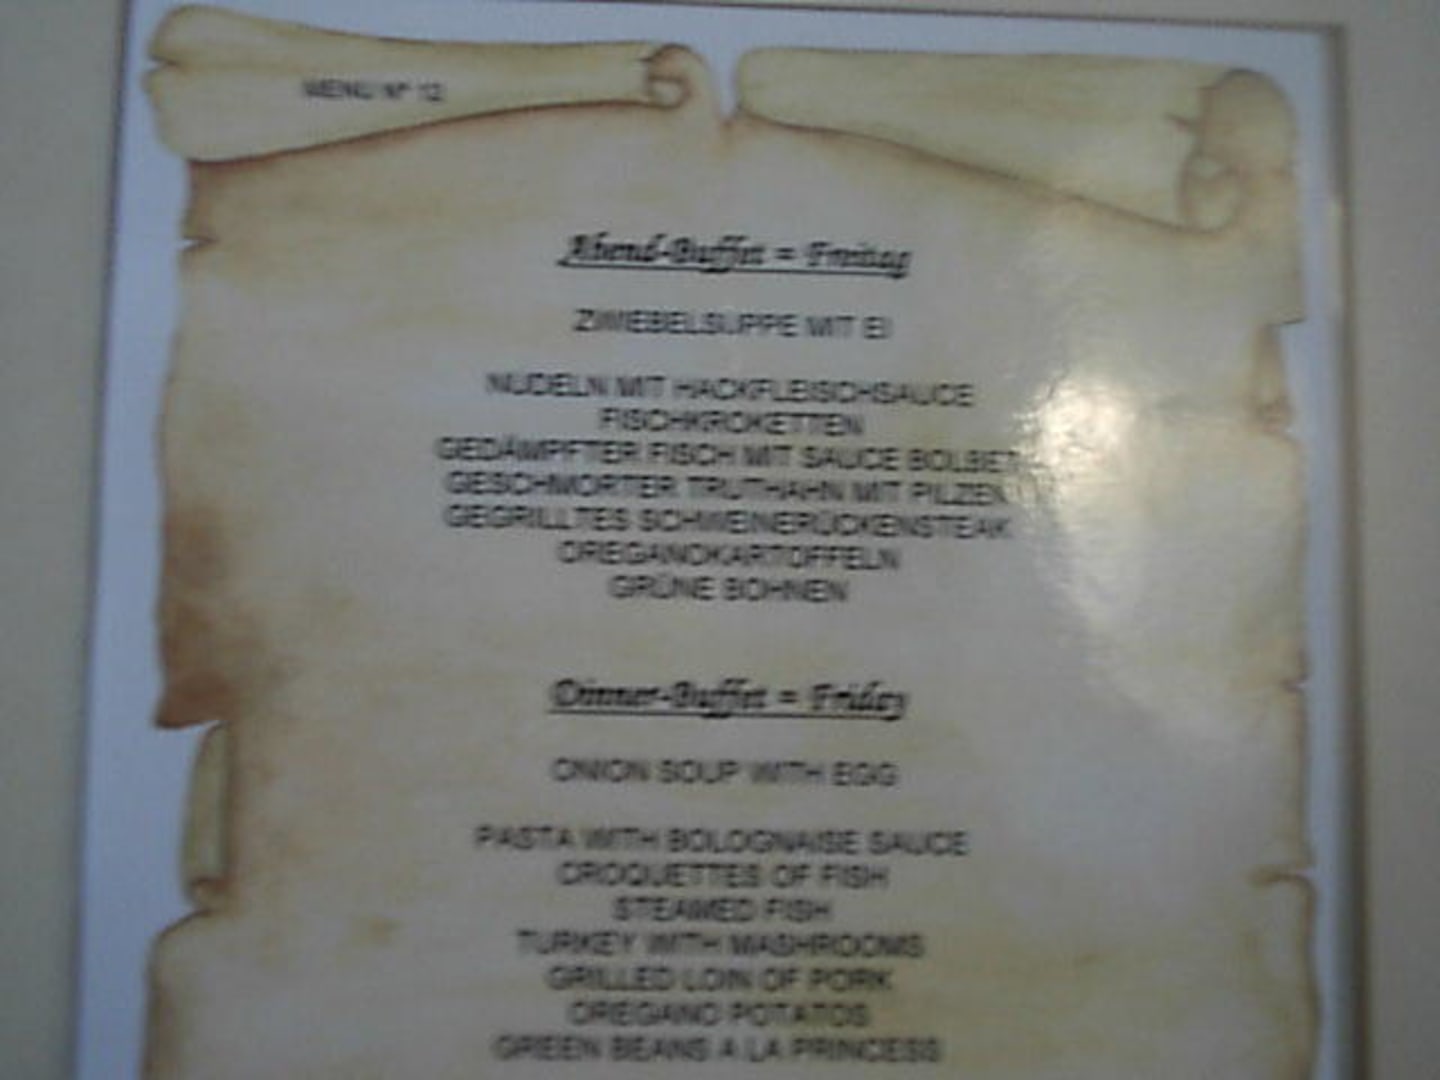 MENU Nº 12
Abend-Buffet = Freitag
ZWIEBELSUPPE MIT EI
NUDELN MIT HACKFLEISCHSAUCE
FISCHKROKETTEN
GEDÄMPFTER FISCH MIT SAUCE
GESCHMORTER TRUTHAHN MIT PILZEN
GEGRILLTES SCHWEINERÜCKENSTEAK
OREGANOKARTOFFELN
GRÜNE BOHNEN
Dinner-Buffet = Friday
ONION SOUP WITH EGG
PASTA WITH BOLOGNAISE SAUCE
CROQUETTES OF FISH
STEAMED FISH
TURKEY WITH MASHROOMS
GRILLED LOIN OF PORK
OREGANO POTATOS
GREEN BEANS A LA PRINCESS